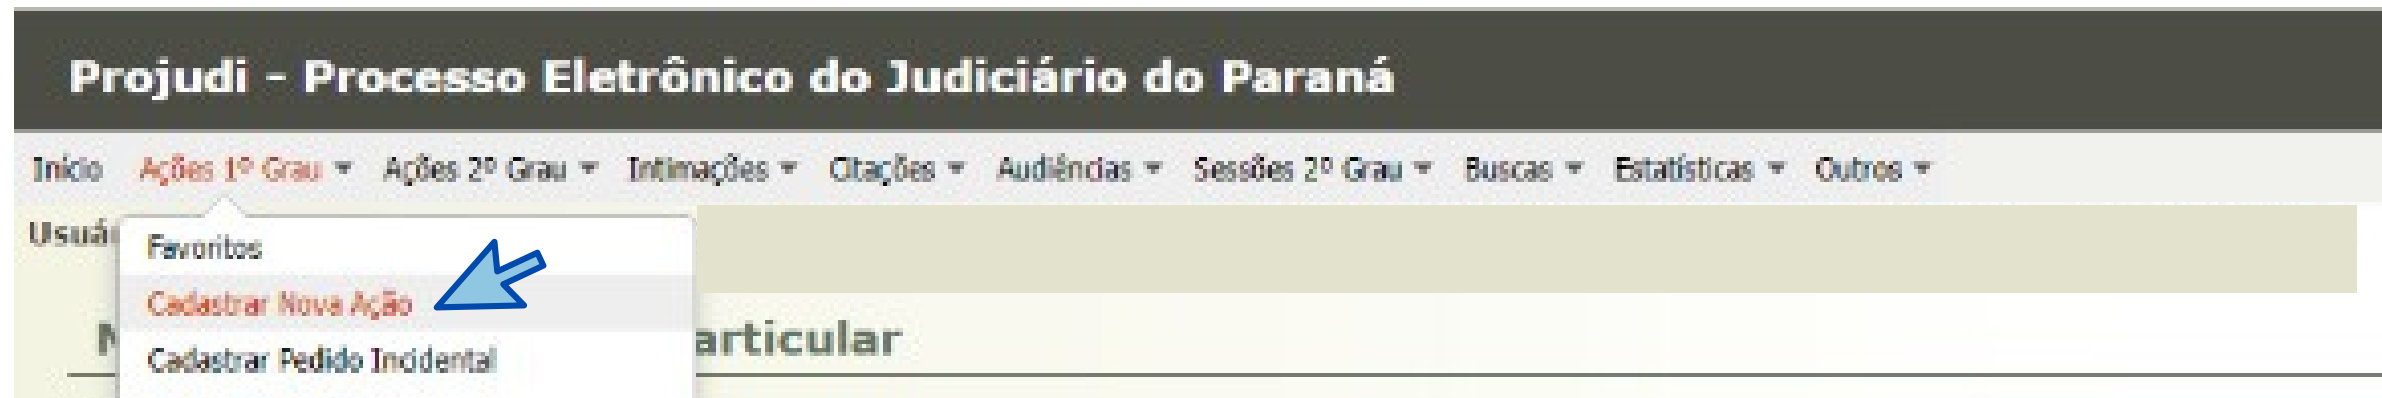 Projudi - Processo Eletrônico do Judiciário do Paraná
Início Ações 1º Grau Ações 2º Grau Intimações Citações Audiências Sessões 2º Grau Buscas Estatísticas Outros
Usuá
Favoritos
Cadastrar Nova Ação
articular
Cadastrar Pedido Incidental